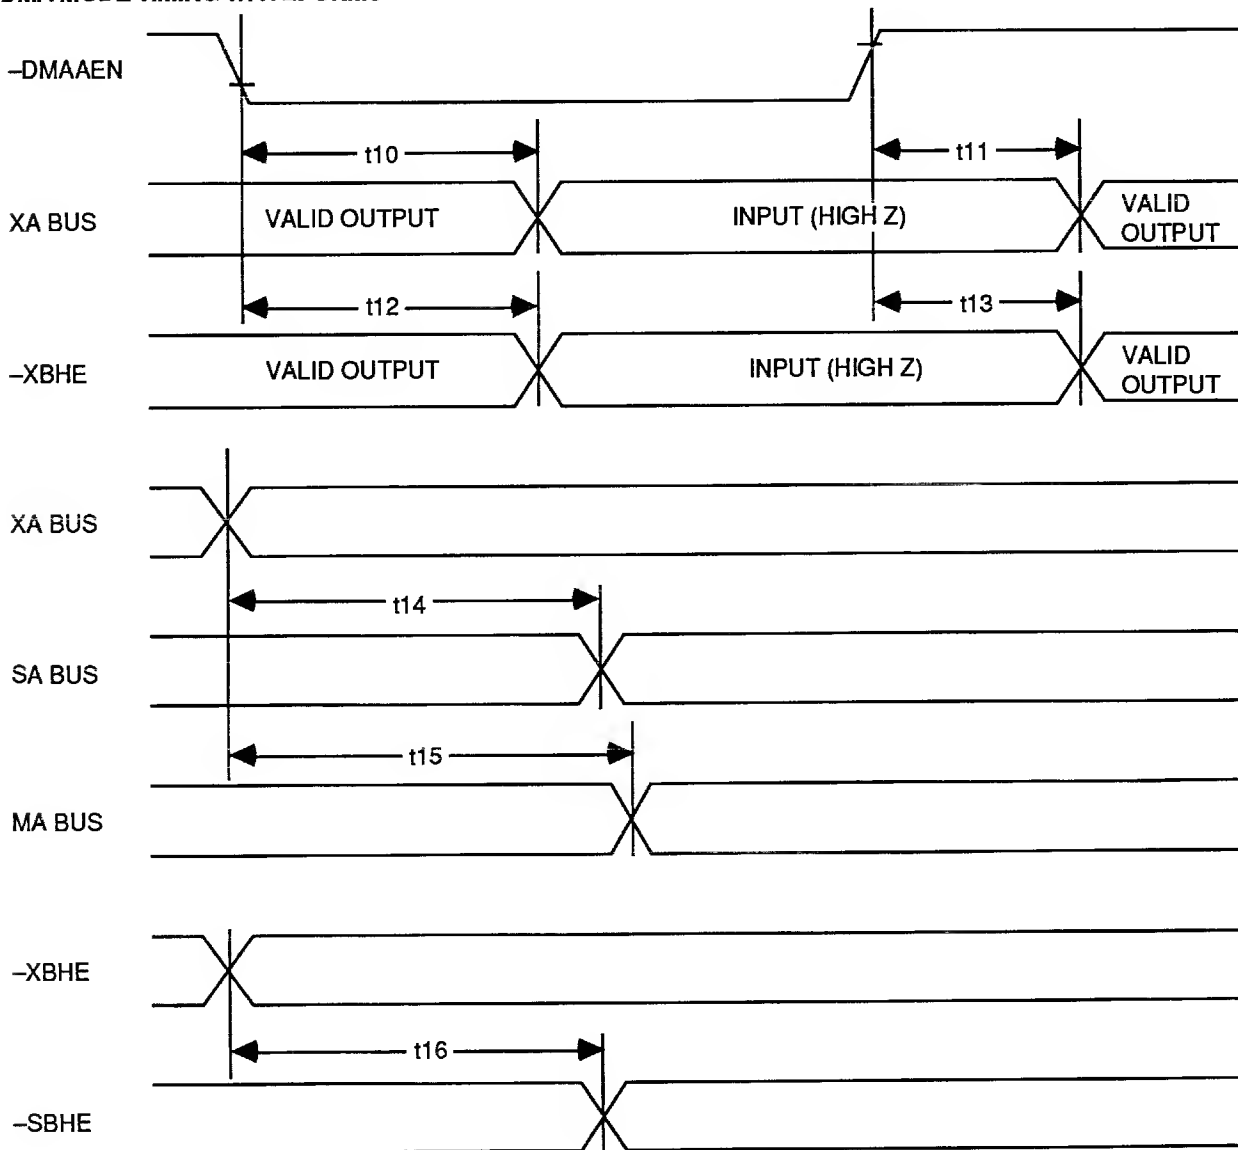 –DMAAEN
t10
t11
XA BUS
VALID OUTPUT
INPUT (HIGH Z)
VALID
OUTPUT
t12
t13
–XBHE
VALID OUTPUT
INPUT (HIGH Z)
VALID
OUTPUT
XA BUS
t14
SA BUS
t15
MA BUS
–XBHE
t16
–SBHE